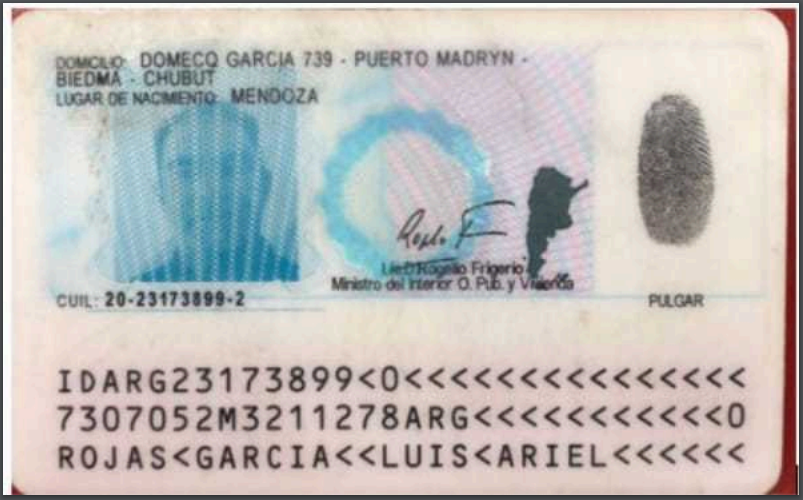 DOMICILIO: DOMECQ GARCIA 739 - PUERTO MADRYN -
BIEDMA - CHUBUT
LUGAR DE NACIMIENTO: MENDOZA
Lic. Rogelio Frigerio
Ministro del Interior O. Pub. y Vivienda
CUIL: 20-23173899-2
PULGAR
IDARG23173899<0<<<<<<<<<<<<<<<
7307052M3211278ARG<<<<<<<<<<<0
ROJAS<GARCIA<<LUIS<ARIEL<<<<<<